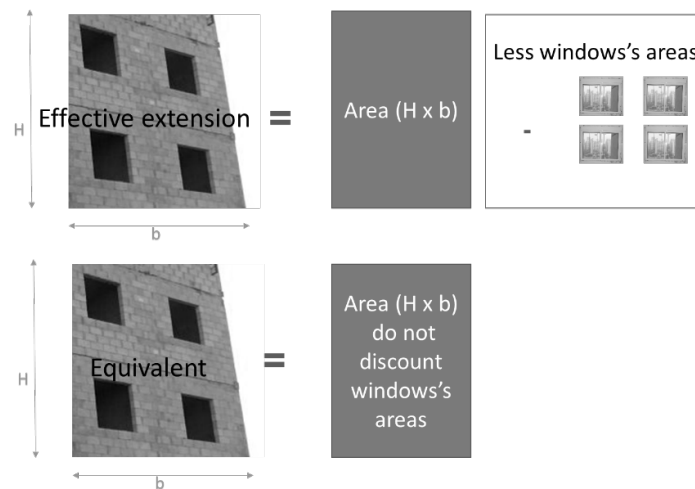 Less windows's areas
H
Effective extension
=
Area (H x b)
-
b
H
Equivalent
=
Area (H x b)
do not
discount
windows's
areas
b